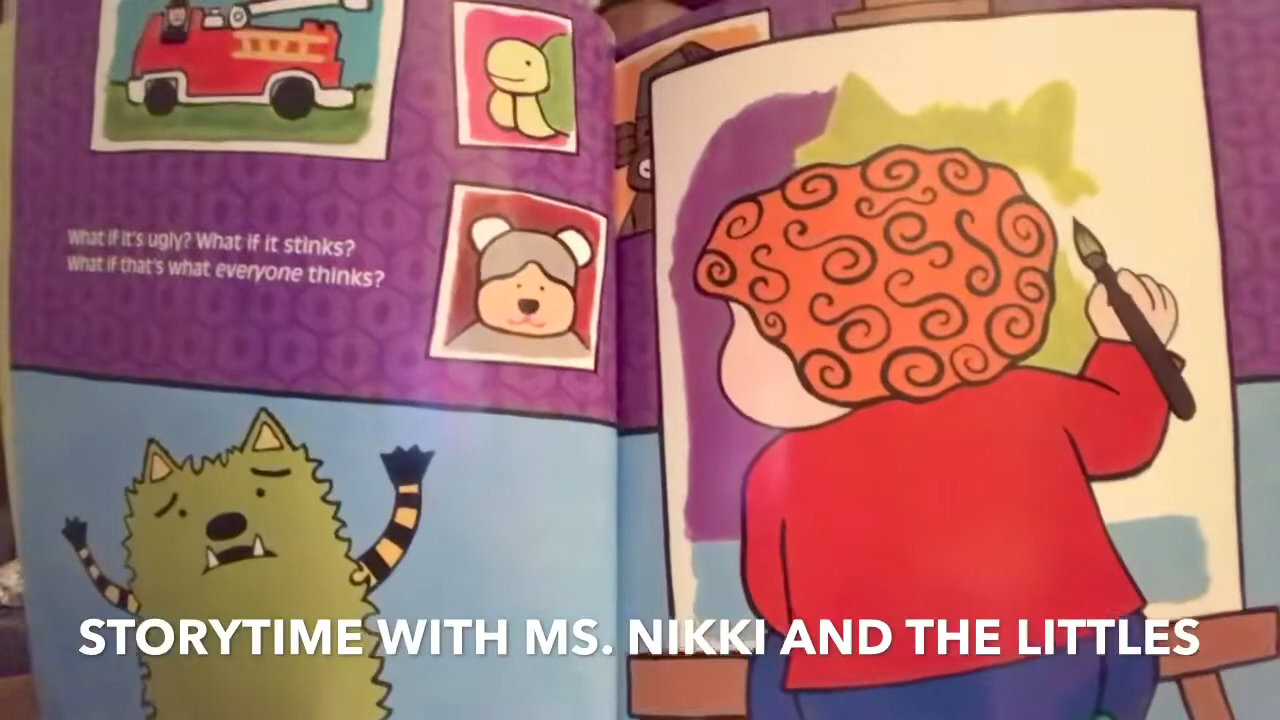 What if it's ugly? What if it stinks?
What if that's what everyone thinks?
STORYTIME WITH MS. NIKKI AND THE LITTLES